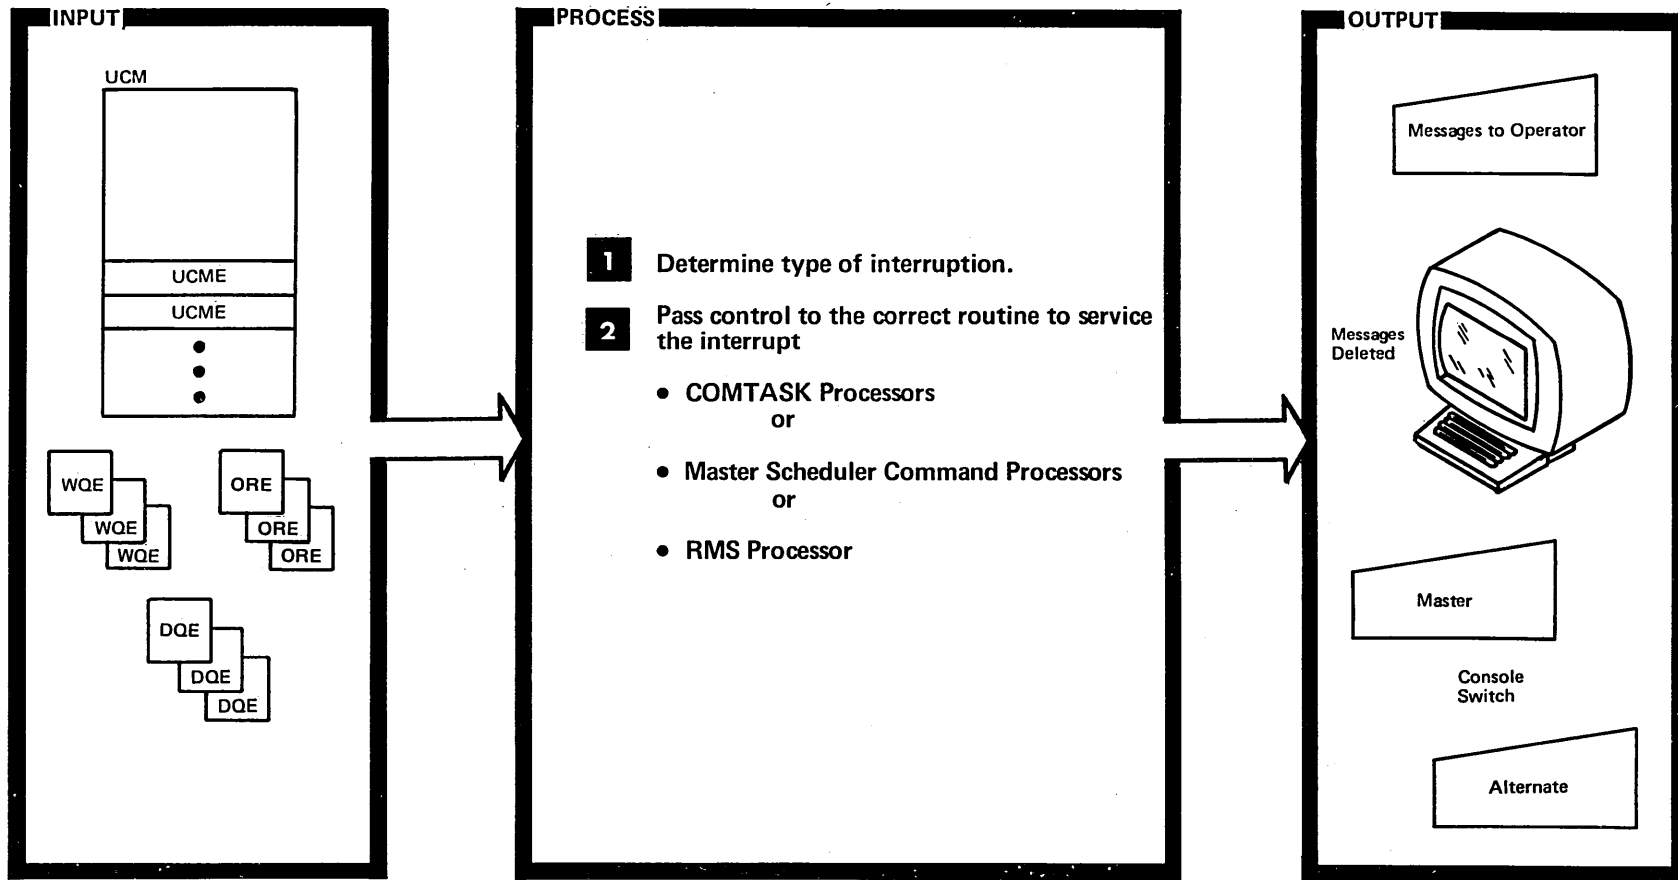 INPUT
UCM
UCME
UCME
WQE
WQE
WQE
ORE
ORE
ORE
DQE
DQE
DQE
PROCESS
1 Determine type of interruption.
2 Pass control to the correct routine to service
the interrupt
• COMTASK Processors
or
• Master Scheduler Command Processors
or
• RMS Processor
OUTPUT
Messages to Operator
Messages
Deleted
Master
Console
Switch
Alternate